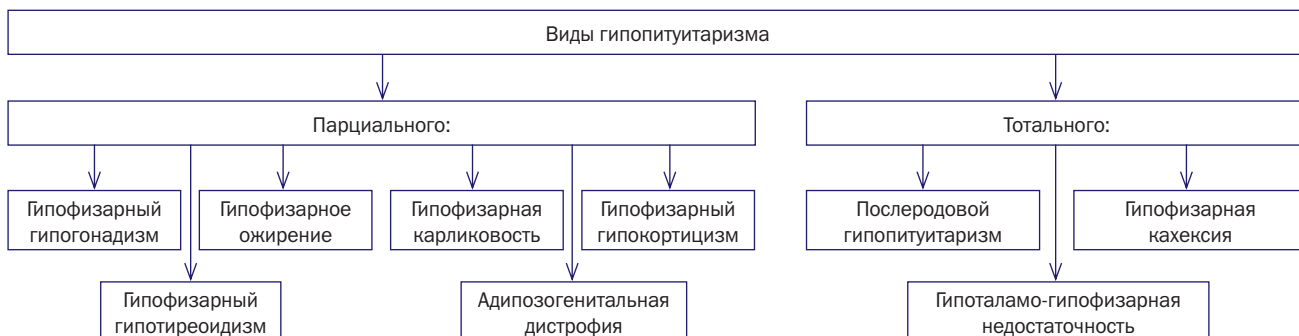 Виды гипопитуитаризма
Парциального:
Тотального:
Гипофизарный
гипогонадизм
Гипофизарное
ожирение
Гипофизарная
карликовость
Гипофизарный
гипокортицизм
Послеродовой
гипопитуитаризм
Гипофизарная
кахексия
Гипофизарный
гипотиреоидизм
Адипозогенитальная
дистрофия
Гипоталамо-гипофизарная
недостаточность